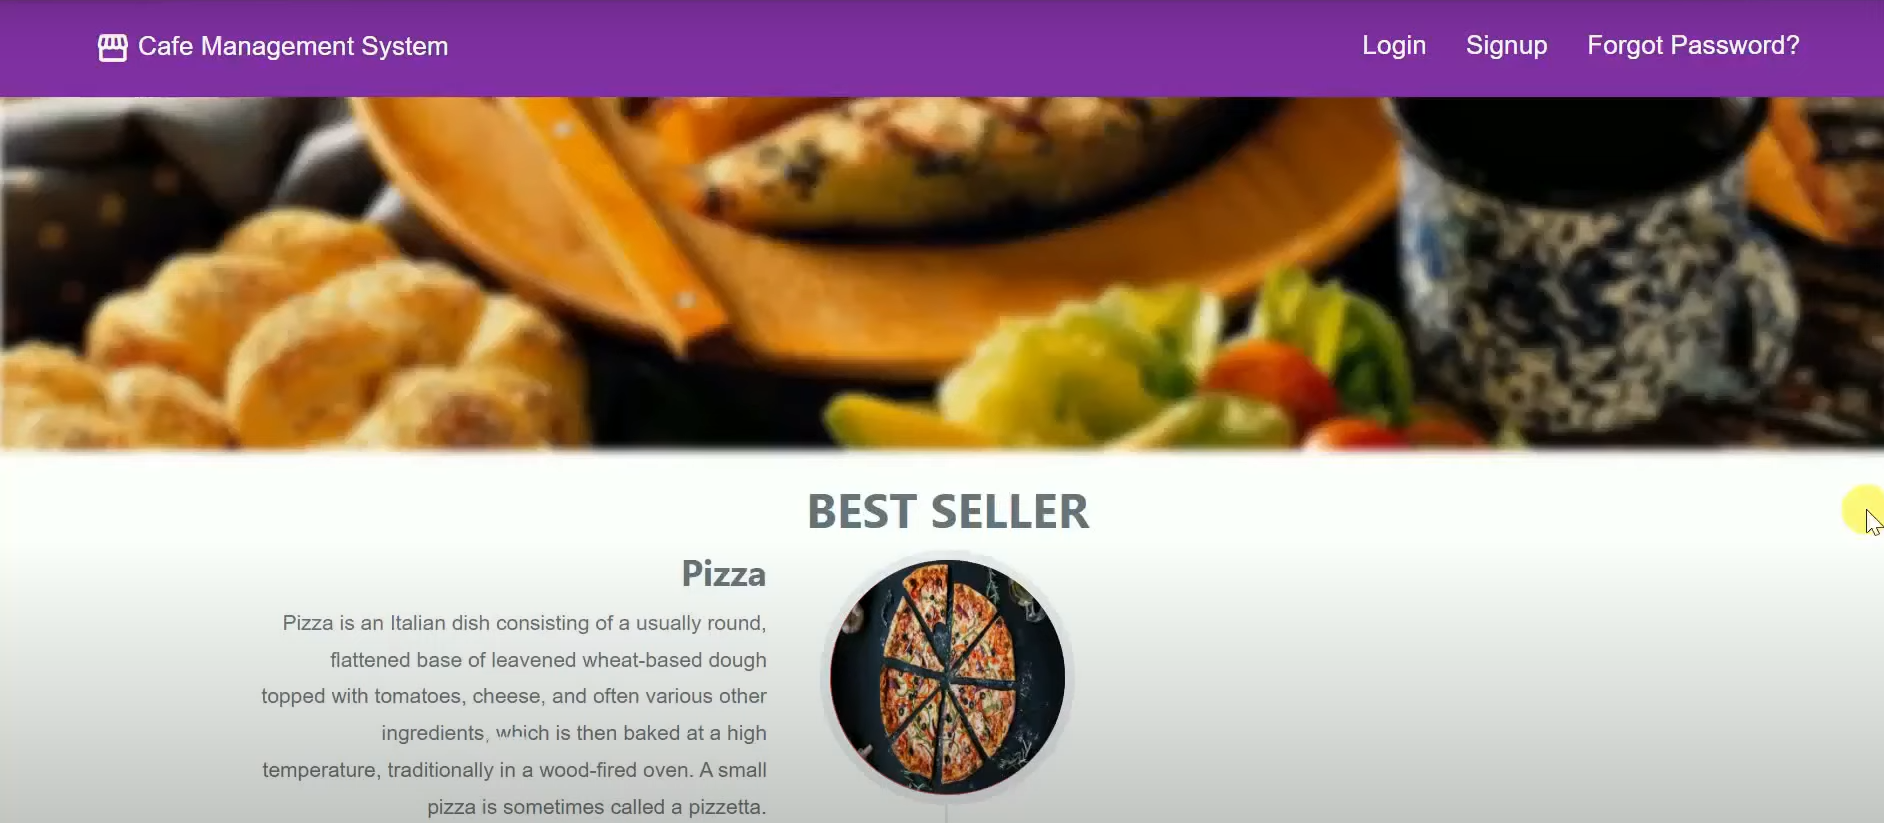 Cafe Management System
Login Signup Forgot Password?
BEST SELLER
Pizza
Pizza is an Italian dish consisting of a usually round,
flattened base of leavened wheat-based dough
topped with tomatoes, cheese, and often various other
ingredients, which is then baked at a high
temperature, traditionally in a wood-fired oven. A small
pizza is sometimes called a pizzetta.